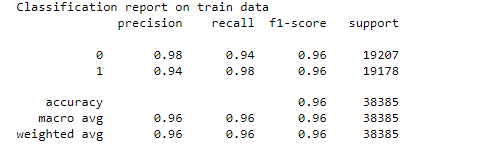 Classification report on train data
precision recall f1-score support
0 0.98 0.94 0.96 19207
1 0.94 0.98 0.96 19178
accuracy 0.96 38385
macro avg 0.96 0.96 0.96 38385
weighted avg 0.96 0.96 0.96 38385